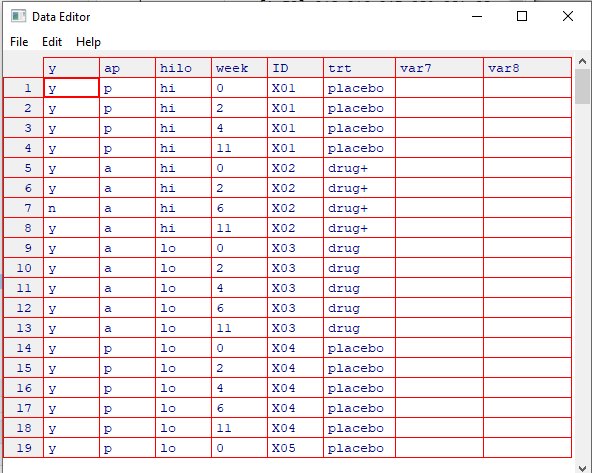 Data Editor
File Edit Help
y ap hilo week ID trt var7 var8
1 y p hi 0 X01 placebo
2 y p hi 2 X01 placebo
3 y p hi 4 X01 placebo
4 y p hi 11 X01 placebo
5 y a hi 0 X02 drug+
6 y a hi 2 X02 drug+
7 n a hi 6 X02 drug+
8 y a hi 11 X02 drug+
9 y a lo 0 X03 drug
10 y a lo 2 X03 drug
11 y a lo 4 X03 drug
12 y a lo 6 X03 drug
13 y a lo 11 X03 drug
14 y p lo 0 X04 placebo
15 y p lo 2 X04 placebo
16 y p lo 4 X04 placebo
17 y p lo 6 X04 placebo
18 y p lo 11 X04 placebo
19 y p lo 0 X05 placebo